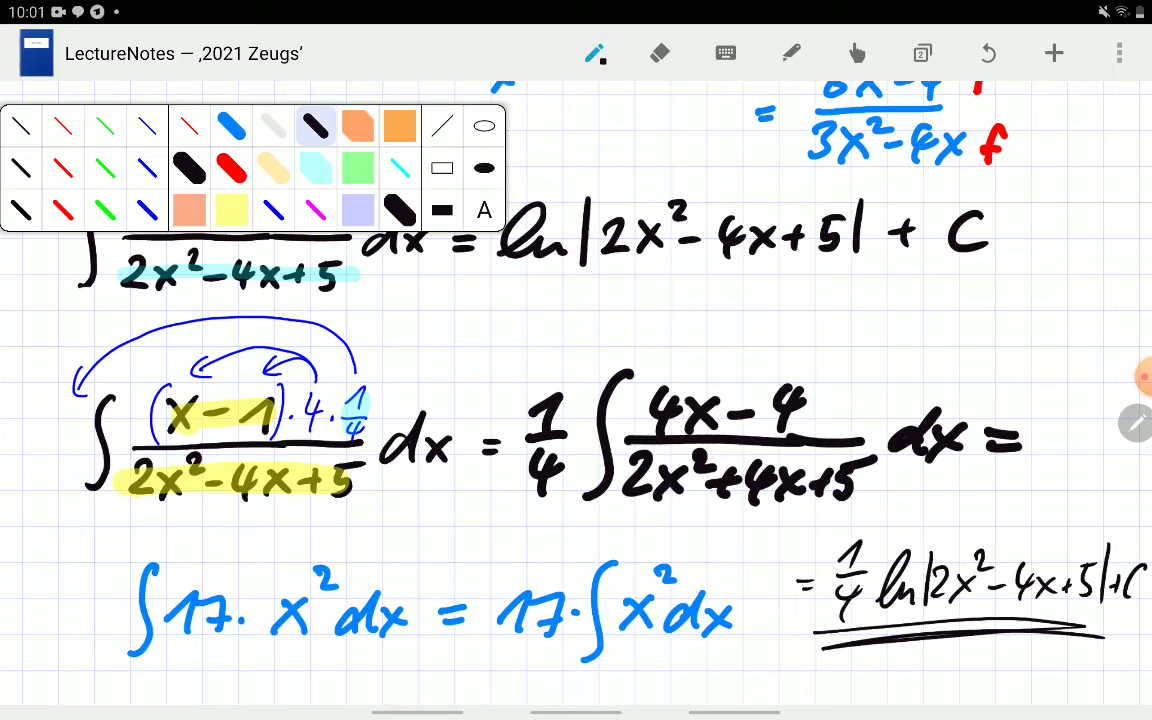 10:01
LectureNotes — ‚2021 Zeugs'
2
A
= 3x² - 4x f
∫ 2x² - 4x + 5 dx = ln|2x² - 4x + 5| + C
∫ (x - 1) · 4 · 1/4 / 2x² - 4x + 5 dx = 1/4 ∫ 4x - 4 / 2x² + 4x + 5 dx =
= 1/4 ln|2x² - 4x + 5| + C
∫ 17 · x² dx = 17 · ∫ x² dx